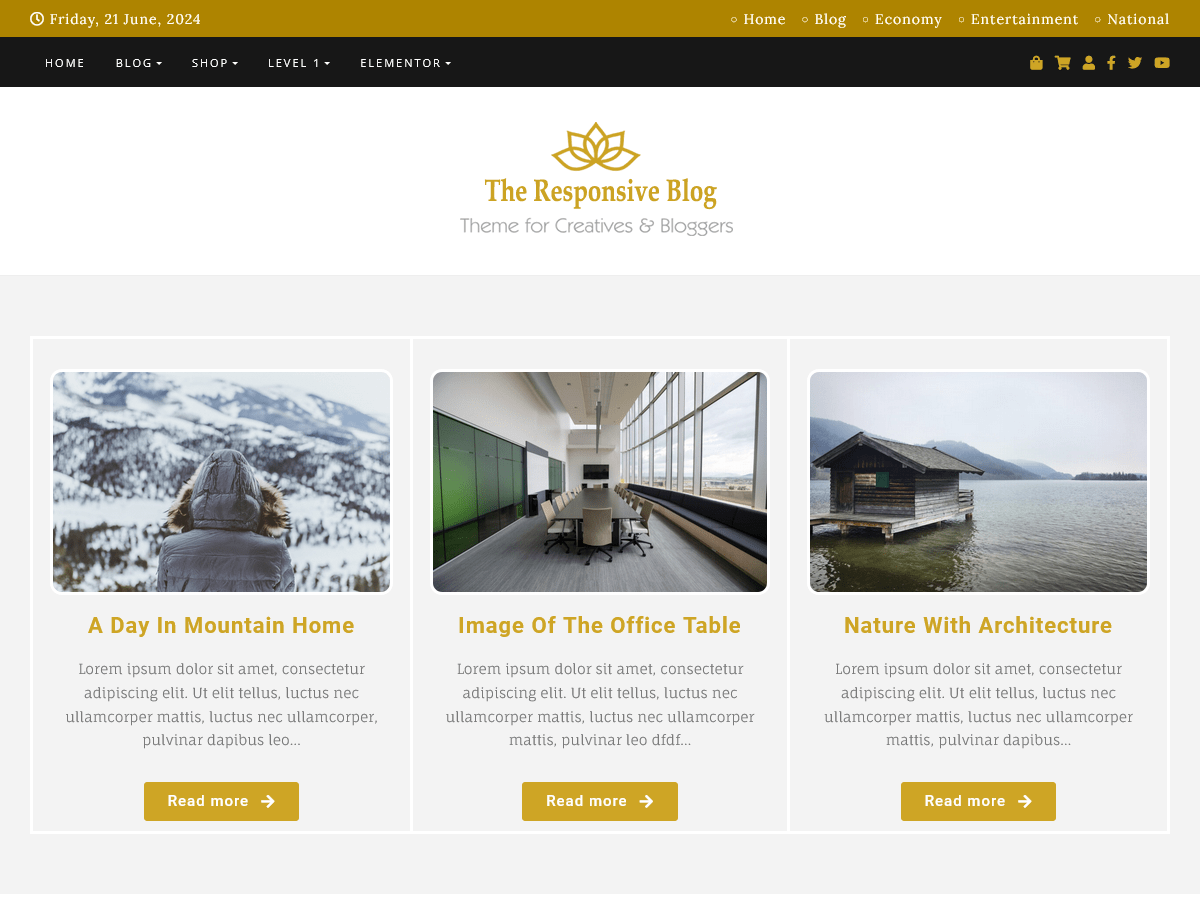 Friday, 21 June, 2024
Home Blog Economy Entertainment National
HOME BLOG SHOP LEVEL 1 ELEMENTOR
The Responsive Blog
Theme for Creatives & Bloggers
A Day In Mountain Home
Lorem ipsum dolor sit amet, consectetur
adipiscing elit. Ut elit tellus, luctus nec
ullamcorper mattis, luctus nec ullamcorper,
pulvinar dapibus leo...
Read more
Image Of The Office Table
Lorem ipsum dolor sit amet, consectetur
adipiscing elit. Ut elit tellus, luctus nec
ullamcorper mattis, luctus nec ullamcorper
mattis, pulvinar leo dfdf...
Read more
Nature With Architecture
Lorem ipsum dolor sit amet, consectetur
adipiscing elit. Ut elit tellus, luctus nec
ullamcorper mattis, luctus nec ullamcorper
mattis, pulvinar dapibus...
Read more